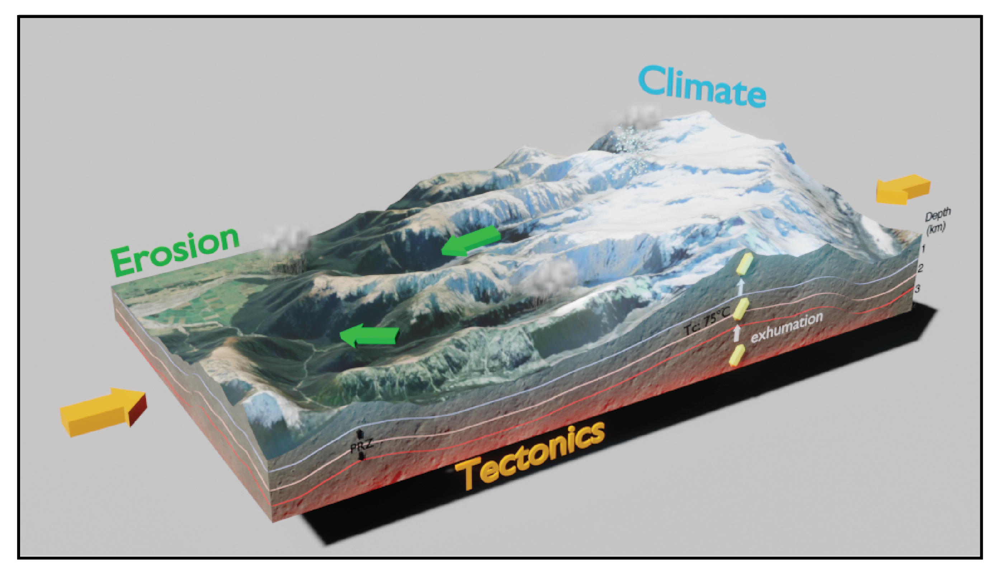 Climate
Erosion
Depth
(km)
1
2
3
Tc: 75°C
exhumation
PRZ
Tectonics